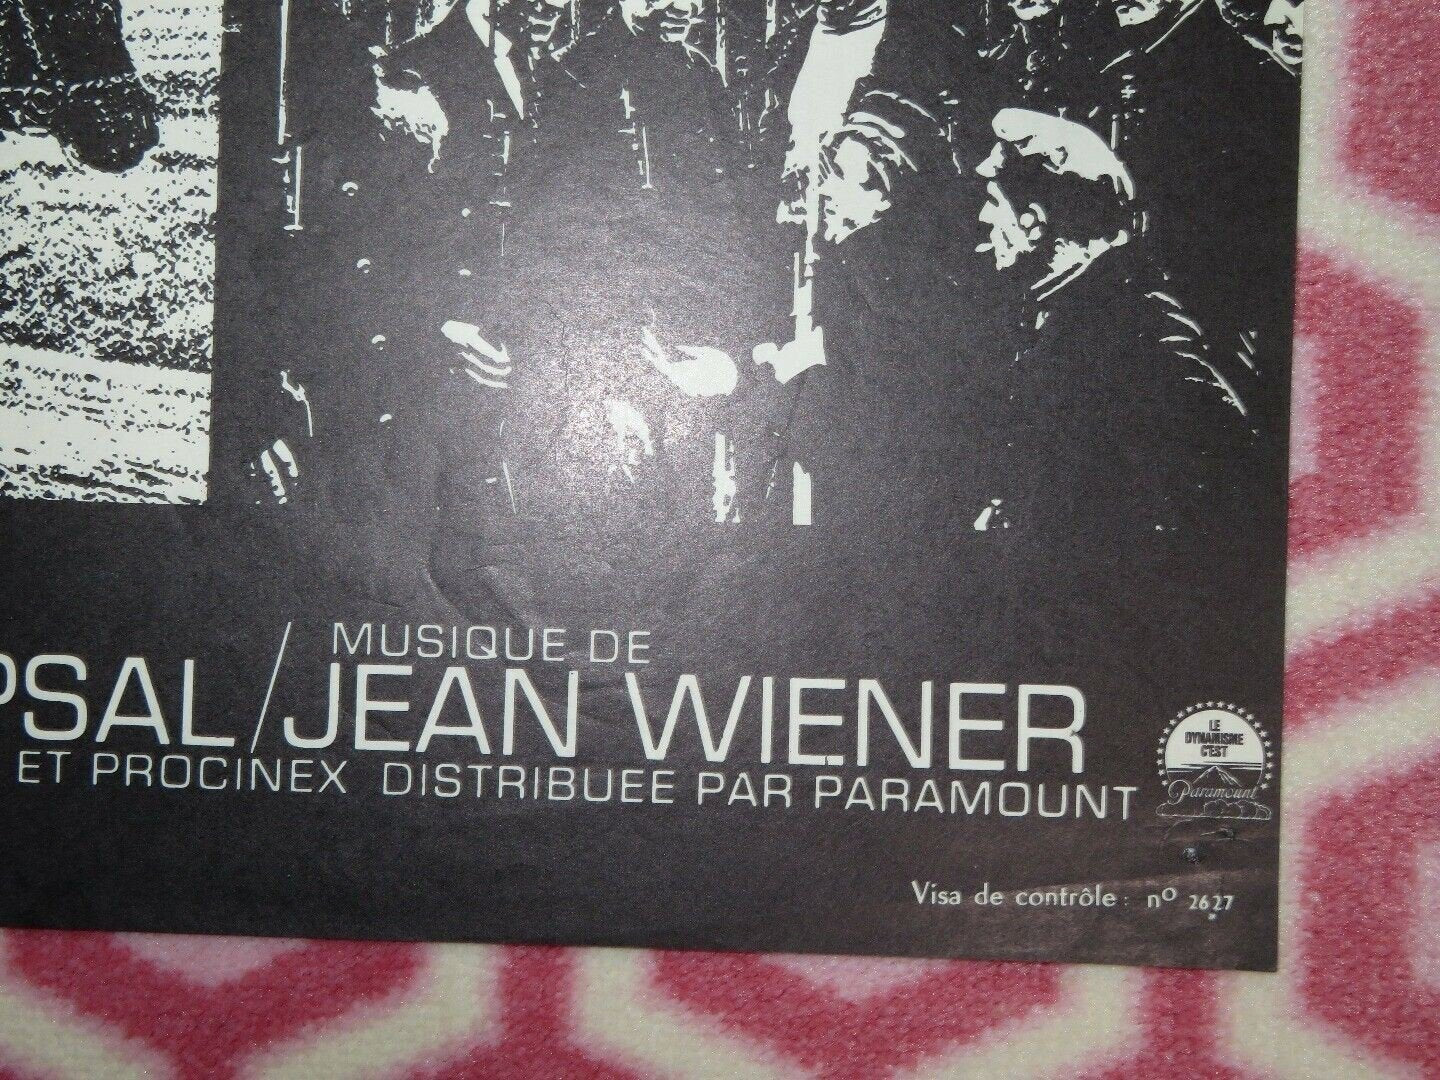 MUSIQUE DE
PSAL / JEAN WIENER
ET PROCINEX DISTRIBUEE PAR PARAMOUNT
LE
DYNAMISME
C'EST
Paramount
Visa de contrôle : nº 2627